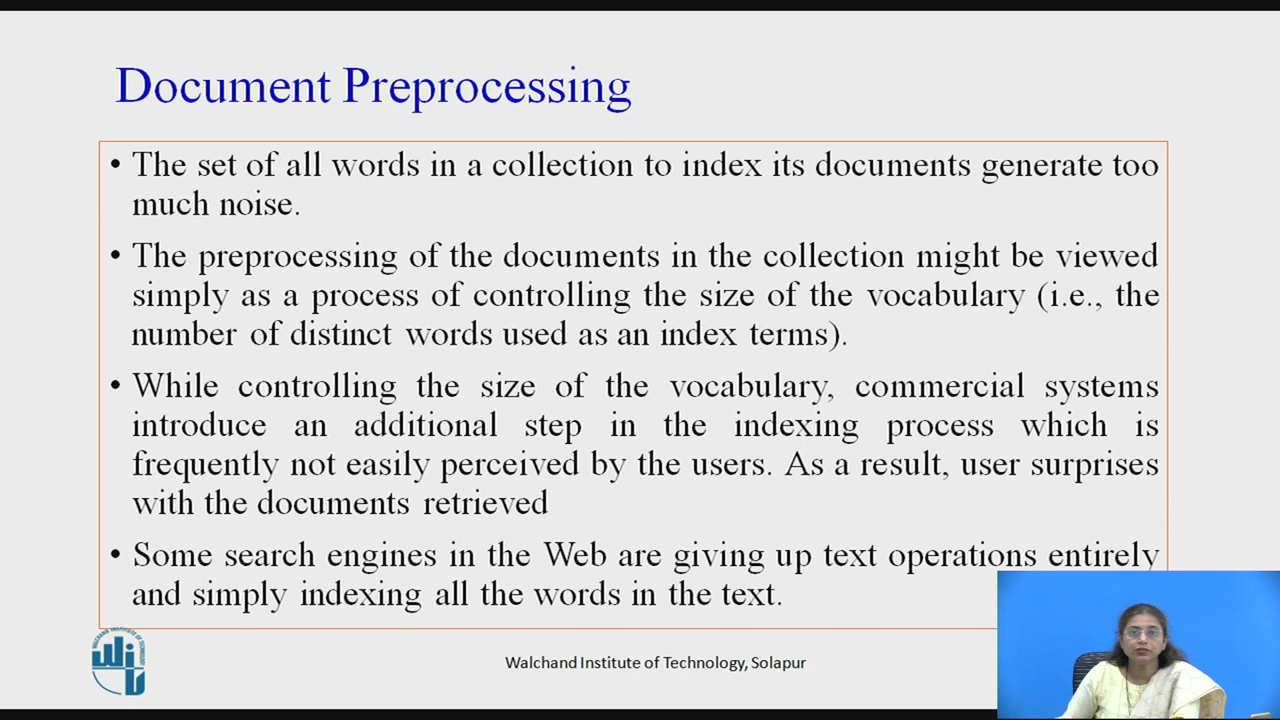 Document Preprocessing
• The set of all words in a collection to index its documents generate too
much noise.
• The preprocessing of the documents in the collection might be viewed
simply as a process of controlling the size of the vocabulary (i.e., the
number of distinct words used as an index terms).
• While controlling the size of the vocabulary, commercial systems
introduce an additional step in the indexing process which is
frequently not easily perceived by the users. As a result, user surprises
with the documents retrieved
• Some search engines in the Web are giving up text operations entirely
and simply indexing all the words in the text.
WALCHAND INSTITUTE OF TECHNOLOGY
WIT
Walchand Institute of Technology, Solapur